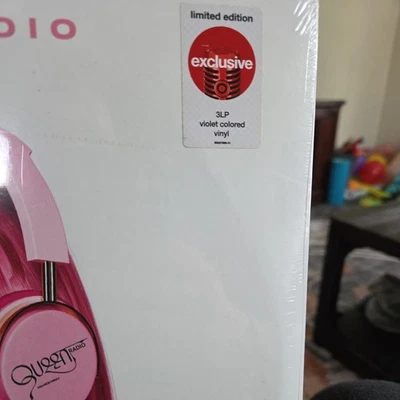 DIO
limited edition
exclusive
3LP
violet colored
vinyl
Queen
RADIO